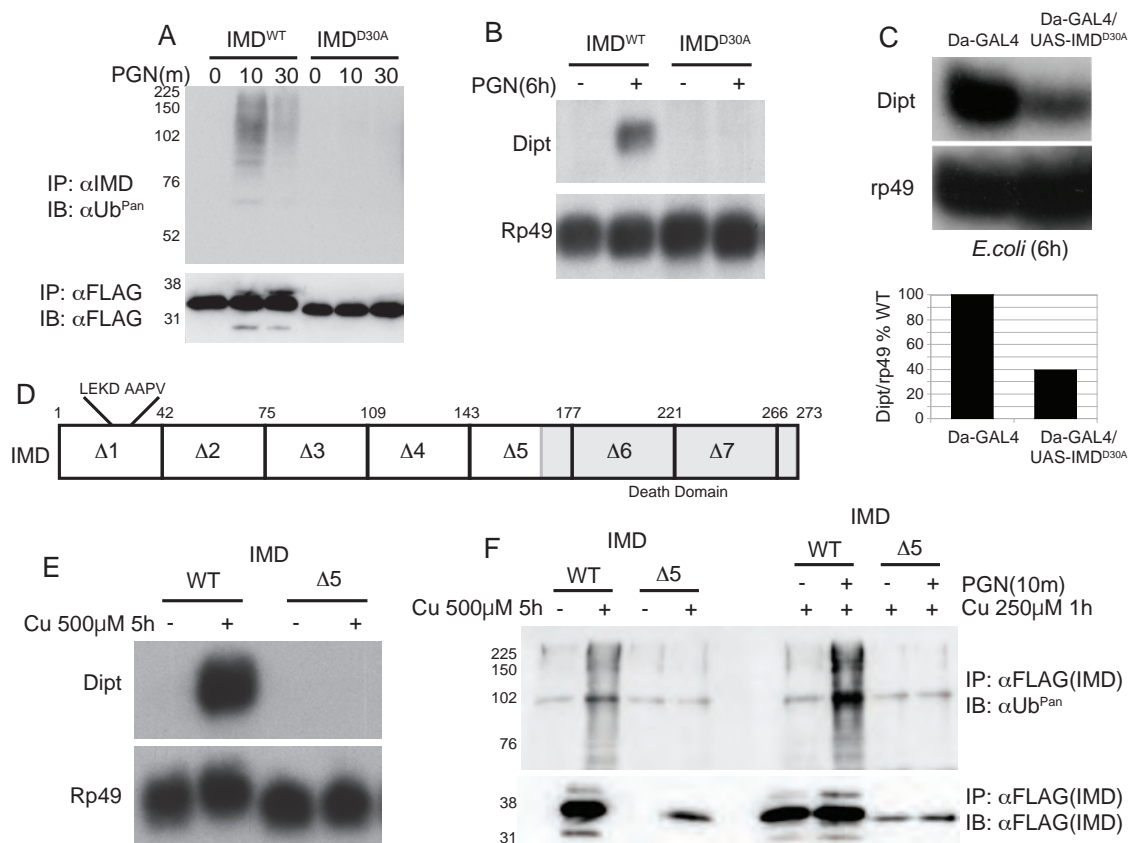 A
IMD^WT IMD^D30A
PGN(m) 0 10 30 0 10 30
225
150
102
76
52
IP: αIMD
IB: αUb^Pan
38
31
IP: αFLAG
IB: αFLAG
B
IMD^WT IMD^D30A
PGN(6h) - + - +
Dipt
Rp49
C
Da-GAL4 Da-GAL4/
UAS-IMD^D30A
Dipt
rp49
E.coli (6h)
Dipt/rp49 % WT
100
80
60
40
20
0
Da-GAL4 Da-GAL4/
UAS-IMD^D30A
D
LEKD AAPV
1 42 75 109 143 177 221 266 273
IMD Δ1 Δ2 Δ3 Δ4 Δ5 Δ6 Δ7
Death Domain
E
IMD
WT Δ5
Cu 500μM 5h - + - +
Dipt
Rp49
F
IMD IMD
WT Δ5 WT Δ5
- + - + PGN(10m)
Cu 500μM 5h - + - + + + + + Cu 250μM 1h
225
150
102
76
IP: αFLAG(IMD)
IB: αUb^Pan
38
31
IP: αFLAG(IMD)
IB: αFLAG(IMD)